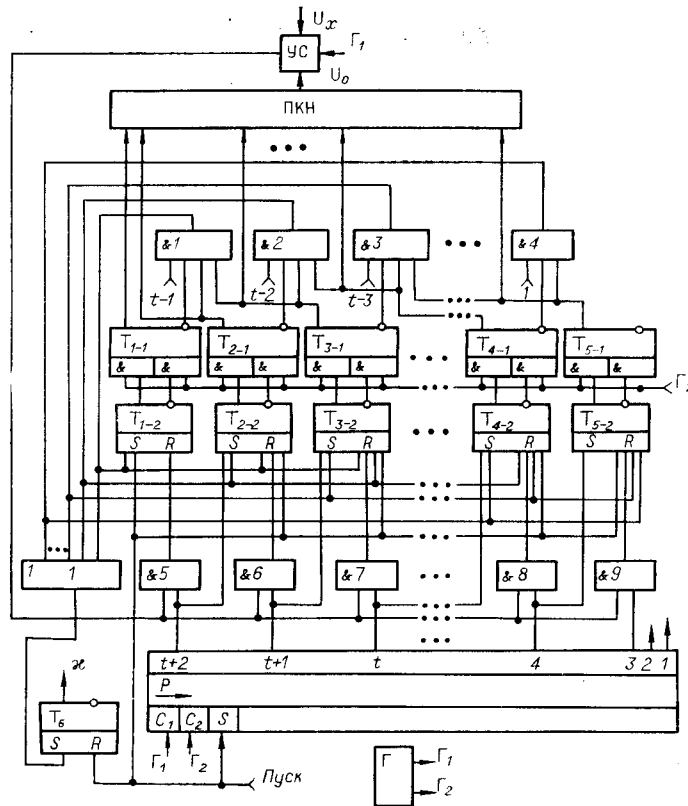 Uₓ
УС Г₁
U₀
ПКН
&1 &2 &3 &4
t-1 t-2 t-3 1
T₁₋₁ T₂₋₁ T₃₋₁ T₄₋₁ T₅₋₁
& & & & & & & & & &
Г₂
T₁₋₂ T₂₋₂ T₃₋₂ T₄₋₂ T₅₋₂
S R S R S R S R S R
1 1 &5 &6 &7 &8 &9
t+2 t+1 t 4 3 2 1
P
ϰ
T₆ C₁ C₂ S
S R
Г₁ Г₂
Пуск
Г Г₁
Г₂